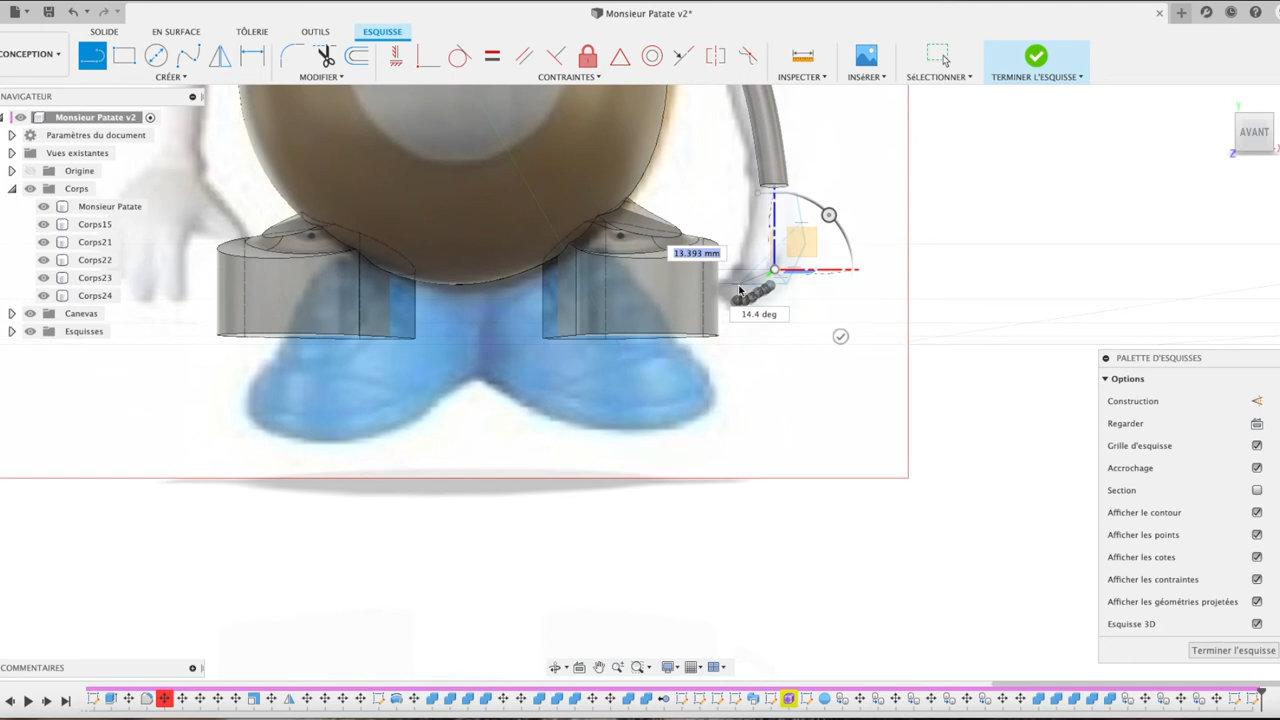 Monsieur Patate v2*
SOLIDE EN SURFACE TÔLERIE OUTILS ESQUISSE
CONCEPTION
CRÉER MODIFIER CONTRAINTES INSPECTER INSÉRER SÉLECTIONNER TERMINER L'ESQUISSE
NAVIGATEUR
Monsieur Patate v2
Paramètres du document
Vues existantes
Origine
Corps
Monsieur Patate
Corps15
Corps21
Corps22
Corps23
Corps24
Canevas
Esquisses
AVANT
Y
Z
13.393 mm
14.4 deg
PALETTE D'ESQUISSES
Options
Construction
Regarder
Grille d'esquisse
Accrochage
Section
Afficher le contour
Afficher les points
Afficher les cotes
Afficher les contraintes
Afficher les géométries projetées
Esquisse 3D
Terminer l'esquisse
COMMENTAIRES